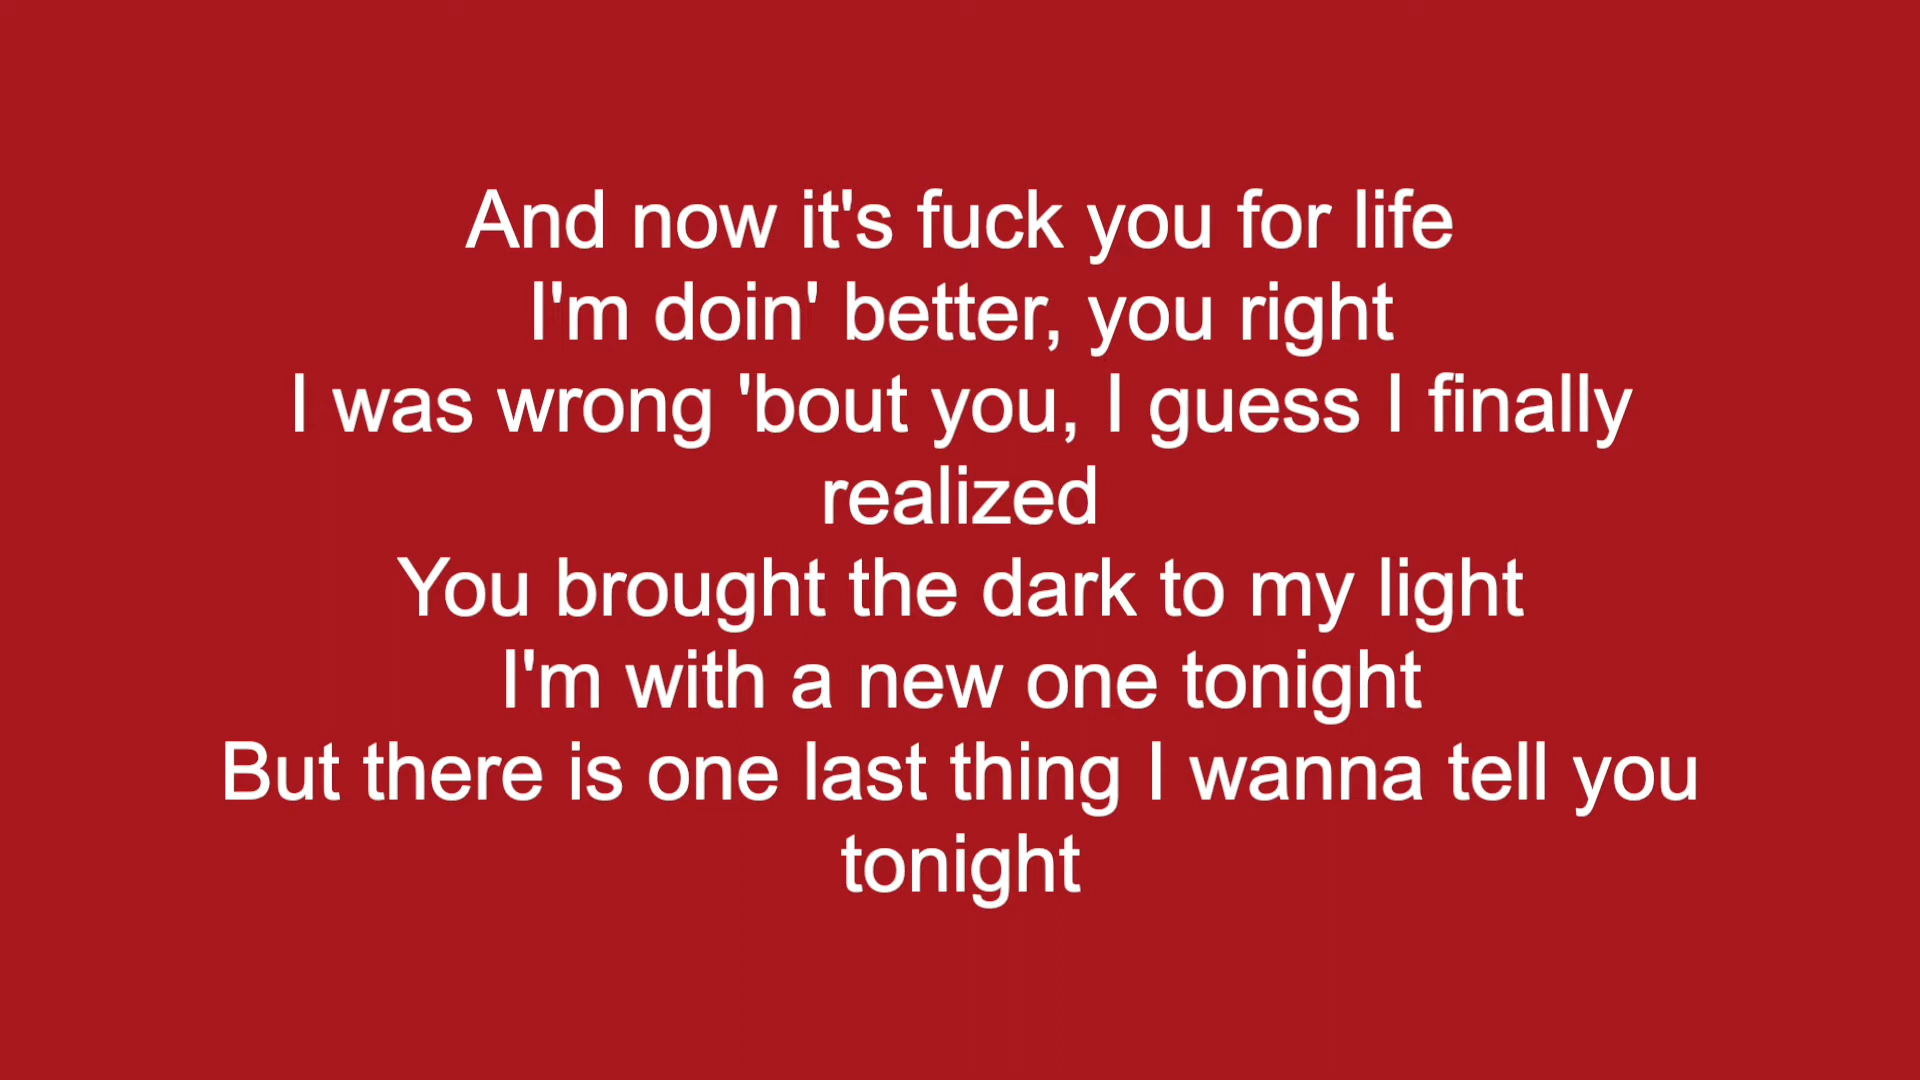 And now it's fuck you for life
I'm doin' better, you right
I was wrong 'bout you, I guess I finally
realized
You brought the dark to my light
I'm with a new one tonight
But there is one last thing I wanna tell you
tonight